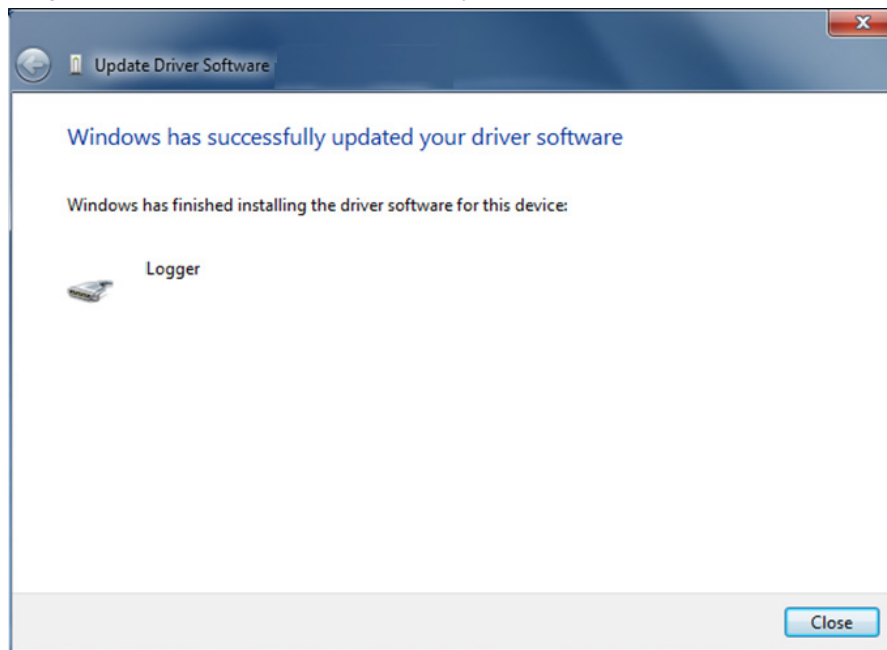 Update Driver Software
Windows has successfully updated your driver software
Windows has finished installing the driver software for this device:
Logger
Close